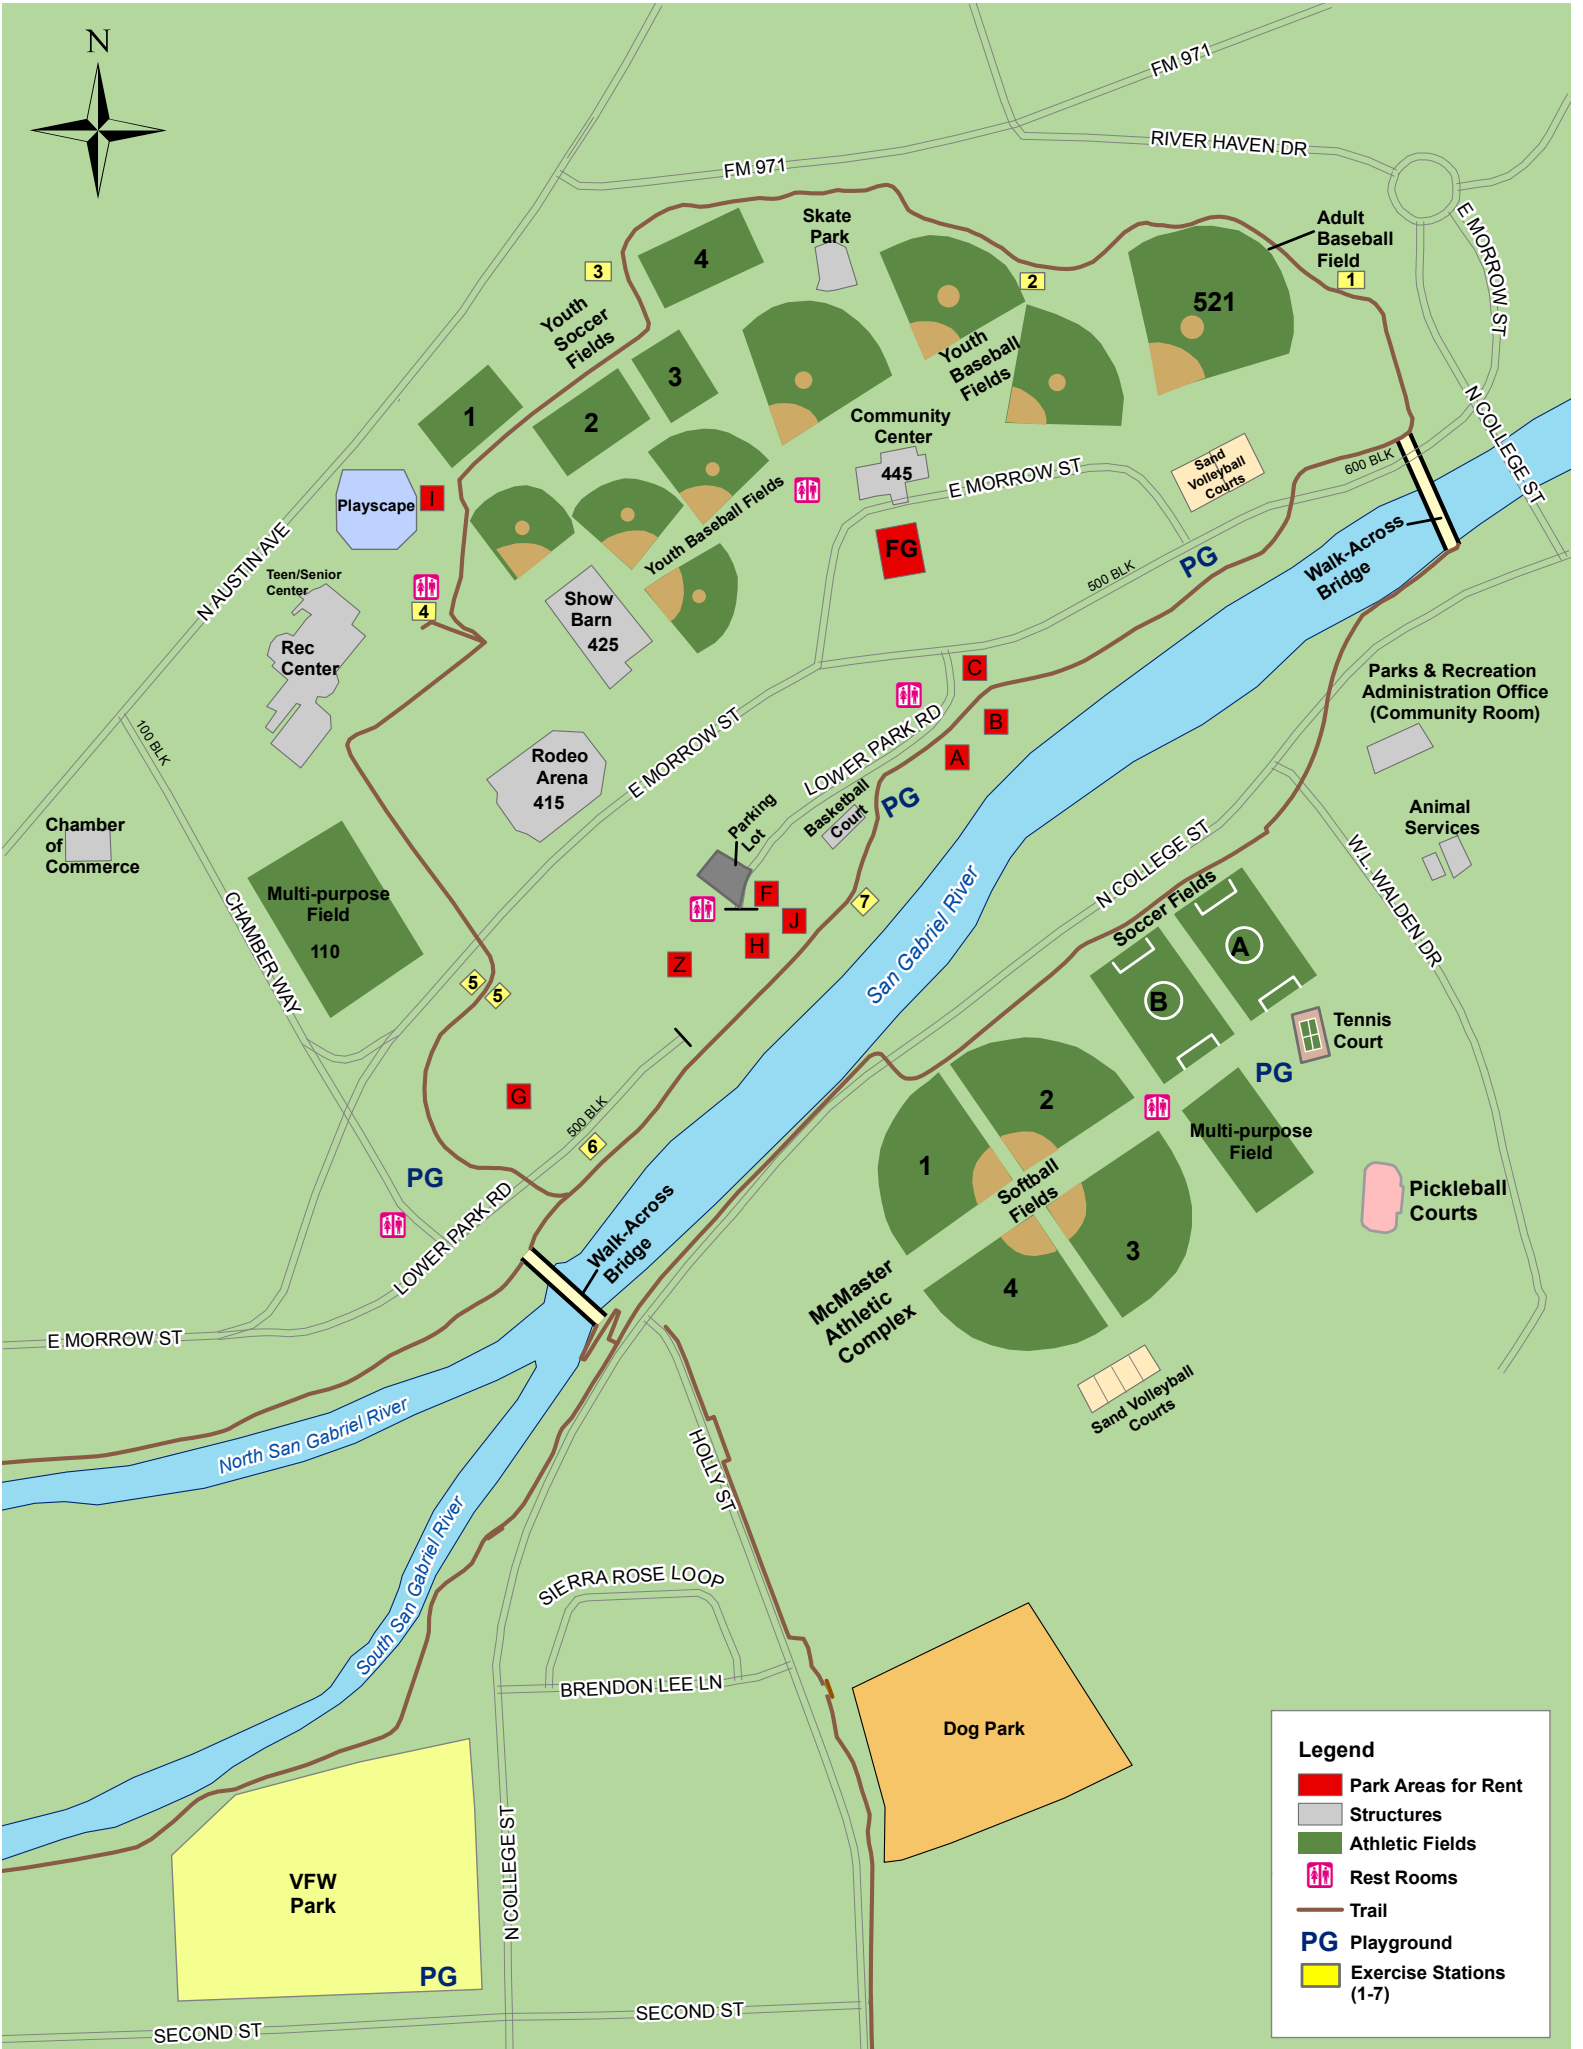 N
FM 971
FM 971
RIVER HAVEN DR
E MORROW ST
Skate
Park
Adult
Baseball
Field
4
3
2
1
521
Youth
Soccer
Fields
Youth
Baseball
Fields
3
1
2
Community
Center
445
N COLLEGE ST
E MORROW ST
Sand
Volleyball
Courts
600 BLK
Playscape
I
Youth Baseball Fields
FG
PG
500 BLK
Walk-Across
Bridge
N AUSTIN AVE
Teen/Senior
Center
4
Rec
Center
Show
Barn
425
C
B
A
Parks & Recreation
Administration Office
(Community Room)
100 BLK
Rodeo
Arena
415
E MORROW ST
LOWER PARK RD
Basketball
Court
PG
Parking
Lot
Chamber
of
Commerce
Animal
Services
Multi-purpose
Field
110
CHAMBER WAY
F
J
H
Z
7
San Gabriel River
N COLLEGE ST
W.L. WALDEN DR
Soccer Fields
A
B
5
5
Tennis
Court
PG
G
500 BLK
6
PG
LOWER PARK RD
Walk-Across
Bridge
1
2
Softball
Fields
3
4
Multi-purpose
Field
Pickleball
Courts
McMaster
Athletic
Complex
E MORROW ST
Sand Volleyball
Courts
North San Gabriel River
HOLLY ST
South San Gabriel River
SIERRA ROSE LOOP
BRENDON LEE LN
Dog Park
N COLLEGE ST
VFW
Park
PG
SECOND ST
SECOND ST
Legend
Park Areas for Rent
Structures
Athletic Fields
Rest Rooms
Trail
PG Playground
Exercise Stations
(1-7)